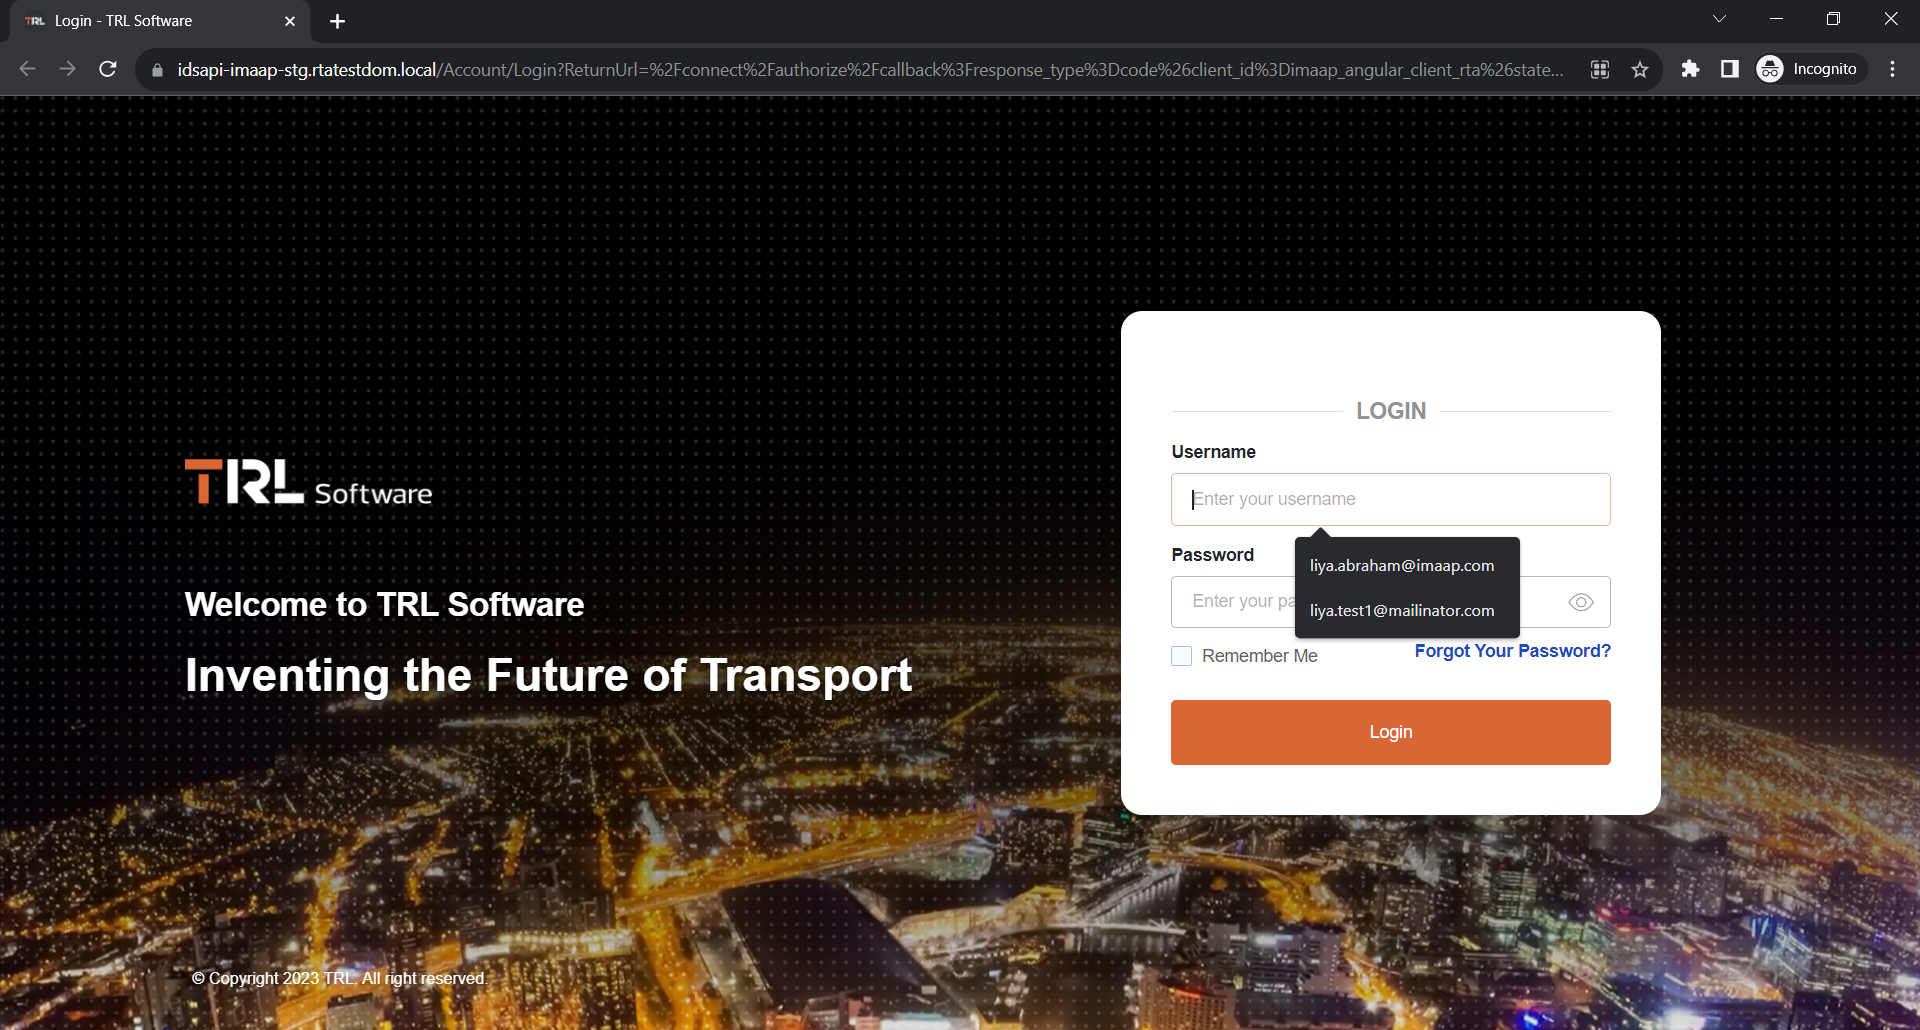 Login - TRL Software
idsapi-imaap-stg.rtatestdom.local/Account/Login?ReturnUrl=%2Fconnect%2Fauthorize%2Fcallback%3Fresponse_type%3Dcode%26client_id%3Dimaap_angular_client_rta%26state...
Incognito
TRL Software
Welcome to TRL Software
Inventing the Future of Transport
© Copyright 2023 TRL. All right reserved.
LOGIN
Username
Enter your username
Password
liya.abraham@imaap.com
Enter your pa
liya.test1@mailinator.com
Remember Me
Forgot Your Password?
Login